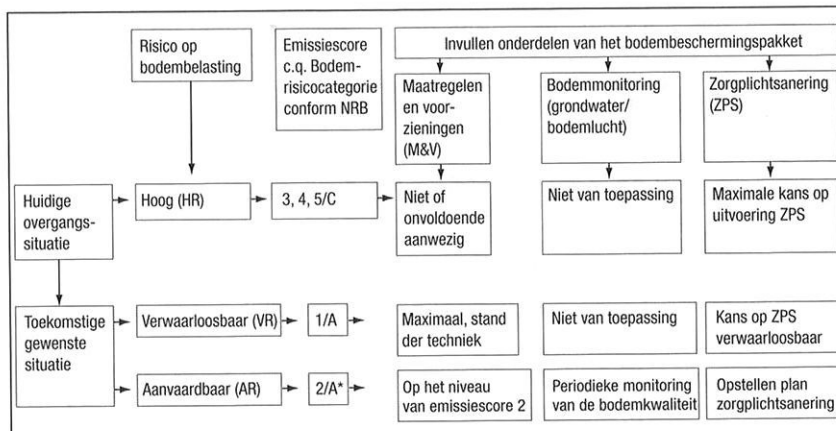 Risico op
bodembelasting
Emissiescore
c.q. Bodem-
risicocategorie
conform NRB
Invullen onderdelen van het bodembeschermingspakket
Maatregelen
en voor-
zieningen
(M&V)
Bodemmonitoring
(grondwater/
bodemlucht)
Zorgplichtsanering
(ZPS)
Huidige
overgangs-
situatie
Hoog (HR)
3, 4, 5/C
Niet of
onvoldoende
aanwezig
Niet van toepassing
Maximale kans op
uitvoering ZPS
Toekomstige
gewenste
situatie
Verwaarloosbaar (VR)
1/A
Maximaal, stand
der techniek
Niet van toepassing
Kans op ZPS
verwaarloosbaar
Aanvaardbaar (AR)
2/A*
Op het niveau
van emissiescore 2
Periodieke monitoring
van de bodemkwaliteit
Opstellen plan
zorgplichtsanering